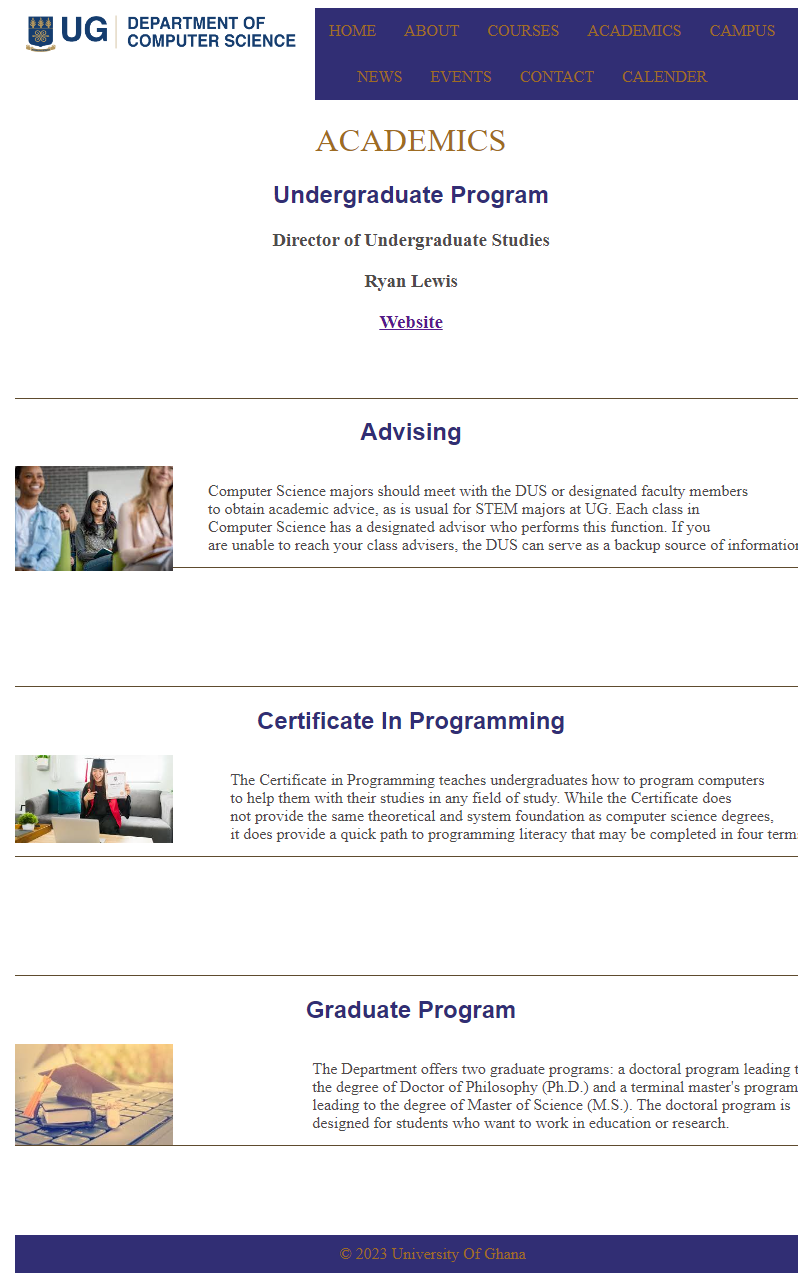 UG DEPARTMENT OF
COMPUTER SCIENCE
HOME ABOUT COURSES ACADEMICS CAMPUS
NEWS EVENTS CONTACT CALENDER
ACADEMICS
Undergraduate Program
Director of Undergraduate Studies
Ryan Lewis
Website
Advising
Computer Science majors should meet with the DUS or designated faculty members
to obtain academic advice, as is usual for STEM majors at UG. Each class in
Computer Science has a designated advisor who performs this function. If you
are unable to reach your class advisers, the DUS can serve as a backup source of information
Certificate In Programming
The Certificate in Programming teaches undergraduates how to program computers
to help them with their studies in any field of study. While the Certificate does
not provide the same theoretical and system foundation as computer science degrees,
it does provide a quick path to programming literacy that may be completed in four term
Graduate Program
The Department offers two graduate programs: a doctoral program leading t
the degree of Doctor of Philosophy (Ph.D.) and a terminal master's program
leading to the degree of Master of Science (M.S.). The doctoral program is
designed for students who want to work in education or research.
© 2023 University Of Ghana